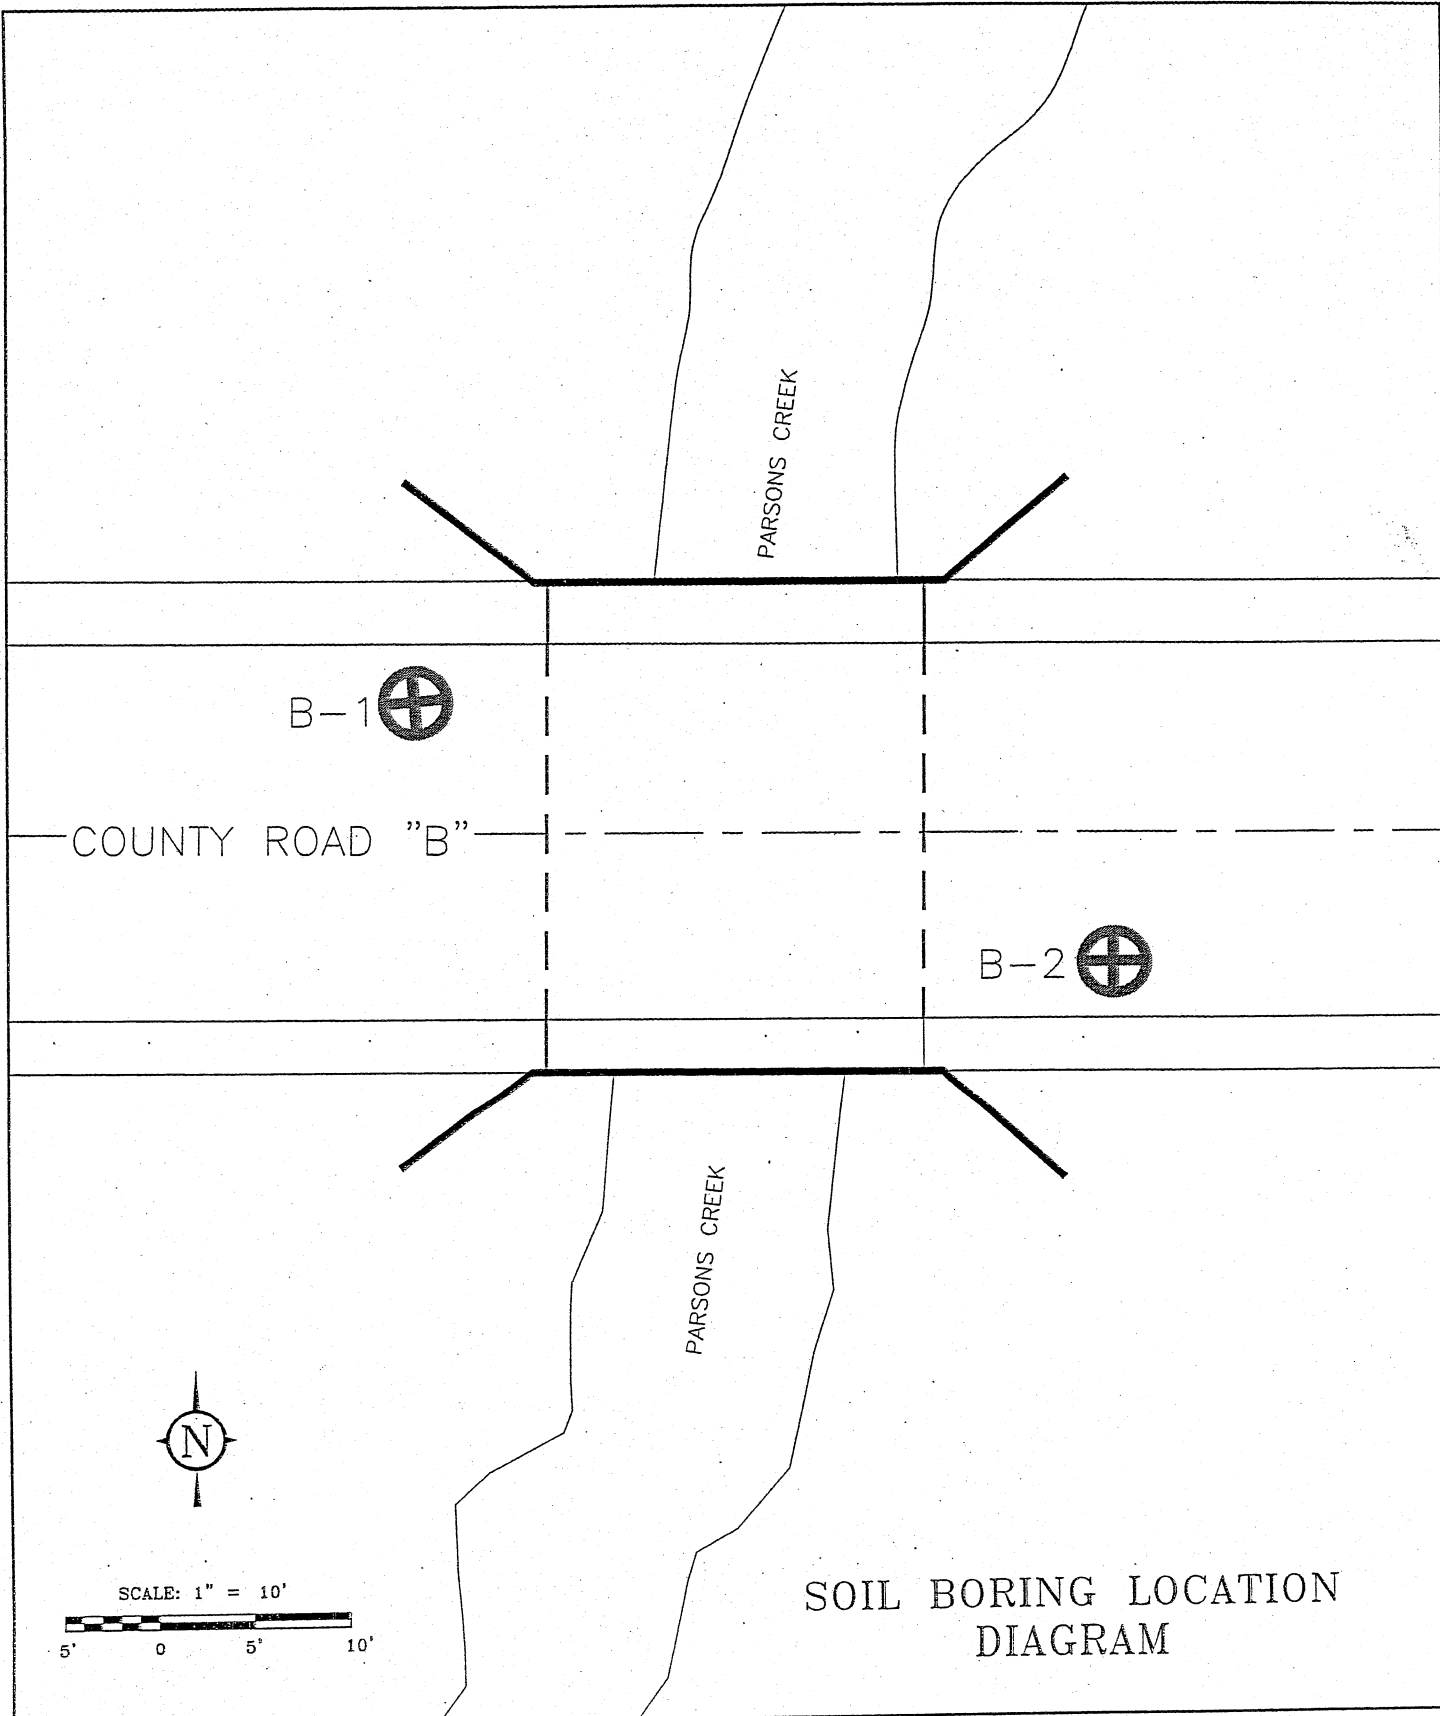 PARSONS CREEK
B-1
COUNTY ROAD "B"
B-2
PARSONS CREEK
N
SCALE: 1" = 10'
5' 0 5' 10'
SOIL BORING LOCATION
DIAGRAM